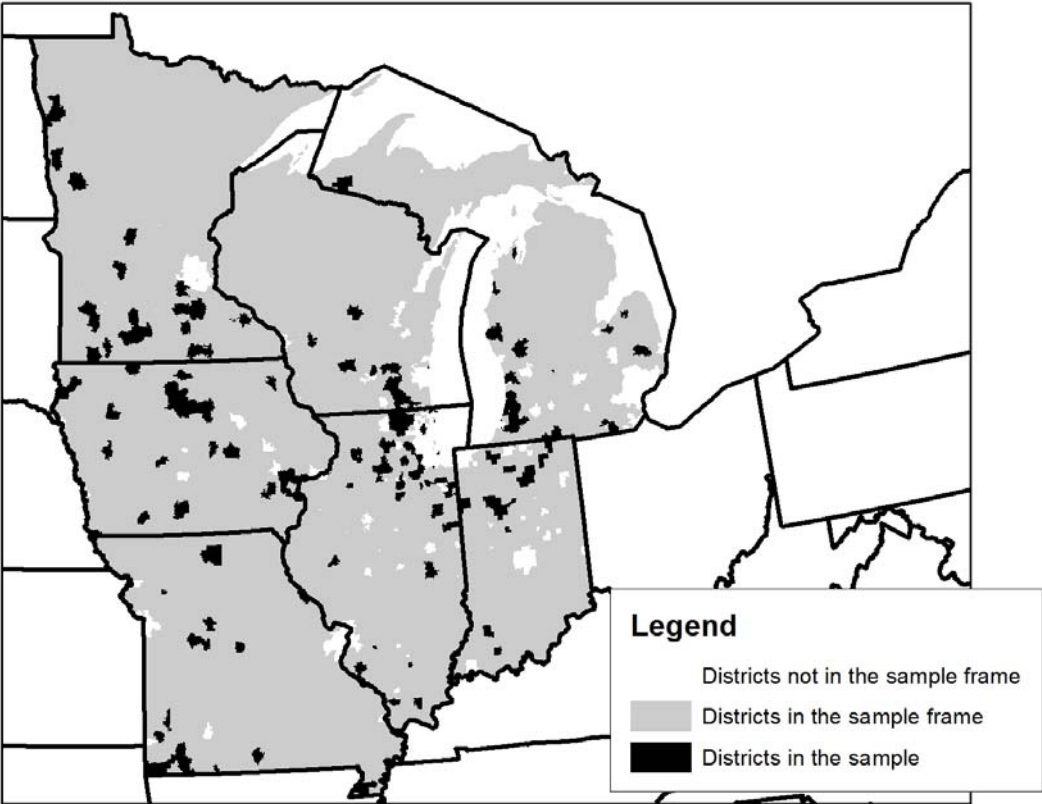 Legend
Districts not in the sample frame
Districts in the sample frame
Districts in the sample